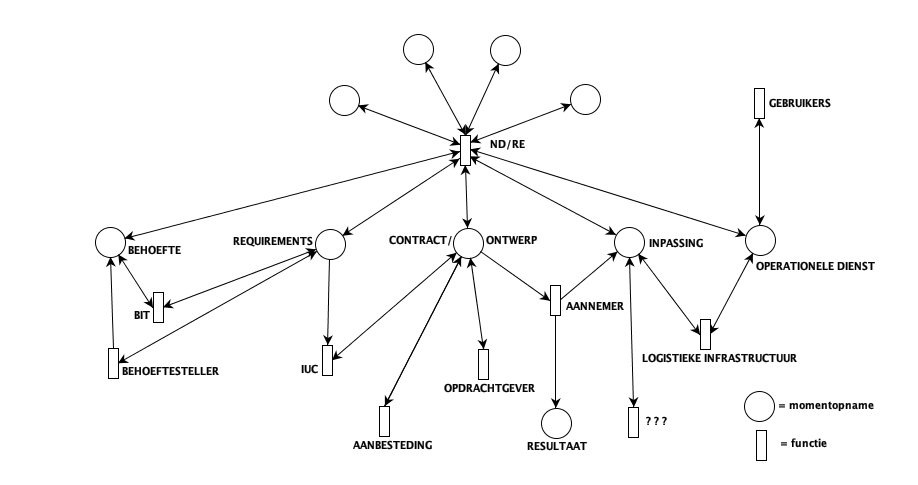 GEBRUIKERS
ND/RE
BEHOEFTE
REQUIREMENTS
CONTRACT/
ONTWERP
INPASSING
OPERATIONELE DIENST
BIT
AANNEMER
LOGISTIEKE INFRASTRUCTUUR
BEHOEFTESTELLER
IUC
OPDRACHTGEVER
= momentopname
???
AANBESTEDING
RESULTAAT
= functie